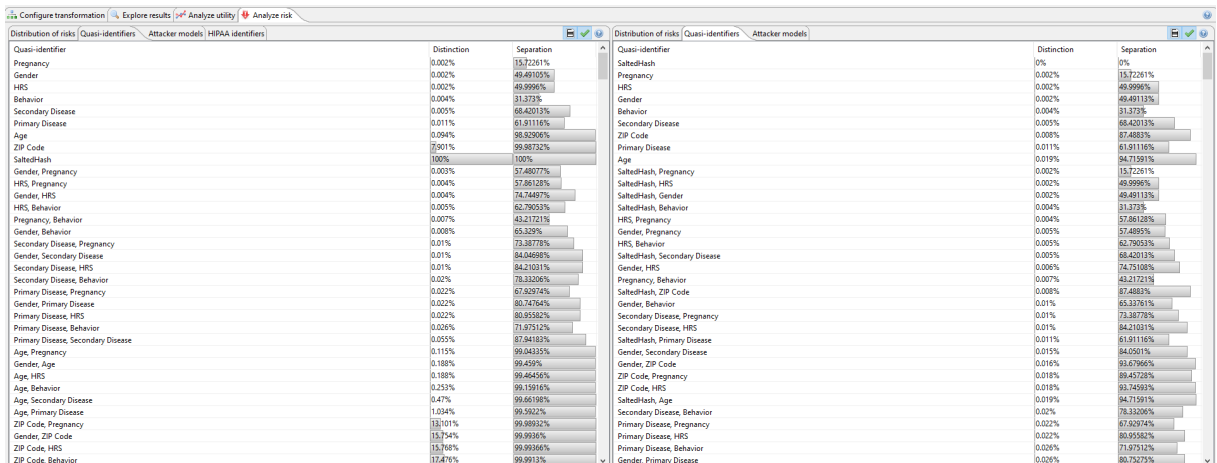 Configure transformation Explore results Analyze utility Analyze risk
Distribution of risks Quasi-identifiers Attacker models HIPAA identifiers
Quasi-identifier Distinction Separation
Pregnancy 0.002% 15.72261%
Gender 0.002% 49.49105%
HRS 0.002% 49.9996%
Behavior 0.004% 31.373%
Secondary Disease 0.005% 68.42013%
Primary Disease 0.011% 61.91116%
Age 0.094% 98.92906%
ZIP Code 7.901% 99.98732%
SaltedHash 100% 100%
Gender, Pregnancy 0.003% 57.48077%
HRS, Pregnancy 0.004% 57.86128%
Gender, HRS 0.004% 74.74497%
HRS, Behavior 0.005% 62.79053%
Pregnancy, Behavior 0.007% 43.21721%
Gender, Behavior 0.008% 65.329%
Secondary Disease, Pregnancy 0.01% 73.38778%
Gender, Secondary Disease 0.01% 84.04698%
Secondary Disease, HRS 0.01% 84.21031%
Secondary Disease, Behavior 0.02% 78.33206%
Primary Disease, Pregnancy 0.022% 67.92974%
Gender, Primary Disease 0.022% 80.74764%
Primary Disease, HRS 0.022% 80.95582%
Primary Disease, Behavior 0.026% 71.97512%
Primary Disease, Secondary Disease 0.055% 87.94183%
Age, Pregnancy 0.115% 99.04335%
Gender, Age 0.188% 99.459%
Age, HRS 0.188% 99.46456%
Age, Behavior 0.253% 99.15916%
Age, Secondary Disease 0.47% 99.66198%
Age, Primary Disease 1.034% 99.5922%
ZIP Code, Pregnancy 13.101% 99.98932%
Gender, ZIP Code 15.754% 99.9936%
ZIP Code, HRS 15.768% 99.99366%
ZIP Code, Behavior 17.476% 99.9913%
Distribution of risks Quasi-identifiers Attacker models
Quasi-identifier Distinction Separation
SaltedHash 0% 0%
Pregnancy 0.002% 15.72261%
HRS 0.002% 49.9996%
Gender 0.002% 49.49113%
Behavior 0.004% 31.373%
Secondary Disease 0.005% 68.42013%
ZIP Code 0.008% 87.4883%
Primary Disease 0.011% 61.91116%
Age 0.019% 94.71591%
SaltedHash, Pregnancy 0.002% 15.72261%
SaltedHash, HRS 0.002% 49.9996%
SaltedHash, Gender 0.002% 49.49113%
SaltedHash, Behavior 0.004% 31.373%
HRS, Pregnancy 0.004% 57.86128%
Gender, Pregnancy 0.005% 57.4895%
HRS, Behavior 0.005% 62.79053%
SaltedHash, Secondary Disease 0.005% 68.42013%
Gender, HRS 0.006% 74.75108%
Pregnancy, Behavior 0.007% 43.21721%
SaltedHash, ZIP Code 0.008% 87.4883%
Gender, Behavior 0.01% 65.33761%
Secondary Disease, Pregnancy 0.01% 73.38778%
Secondary Disease, HRS 0.01% 84.21031%
SaltedHash, Primary Disease 0.011% 61.91116%
Gender, Secondary Disease 0.015% 84.0501%
Gender, ZIP Code 0.016% 93.67966%
ZIP Code, Pregnancy 0.018% 89.45728%
ZIP Code, HRS 0.018% 93.74593%
SaltedHash, Age 0.019% 94.71591%
Secondary Disease, Behavior 0.02% 78.33206%
Primary Disease, Pregnancy 0.022% 67.92974%
Primary Disease, HRS 0.022% 80.95582%
Primary Disease, Behavior 0.026% 71.97512%
Gender, Primary Disease 0.026% 80.75275%